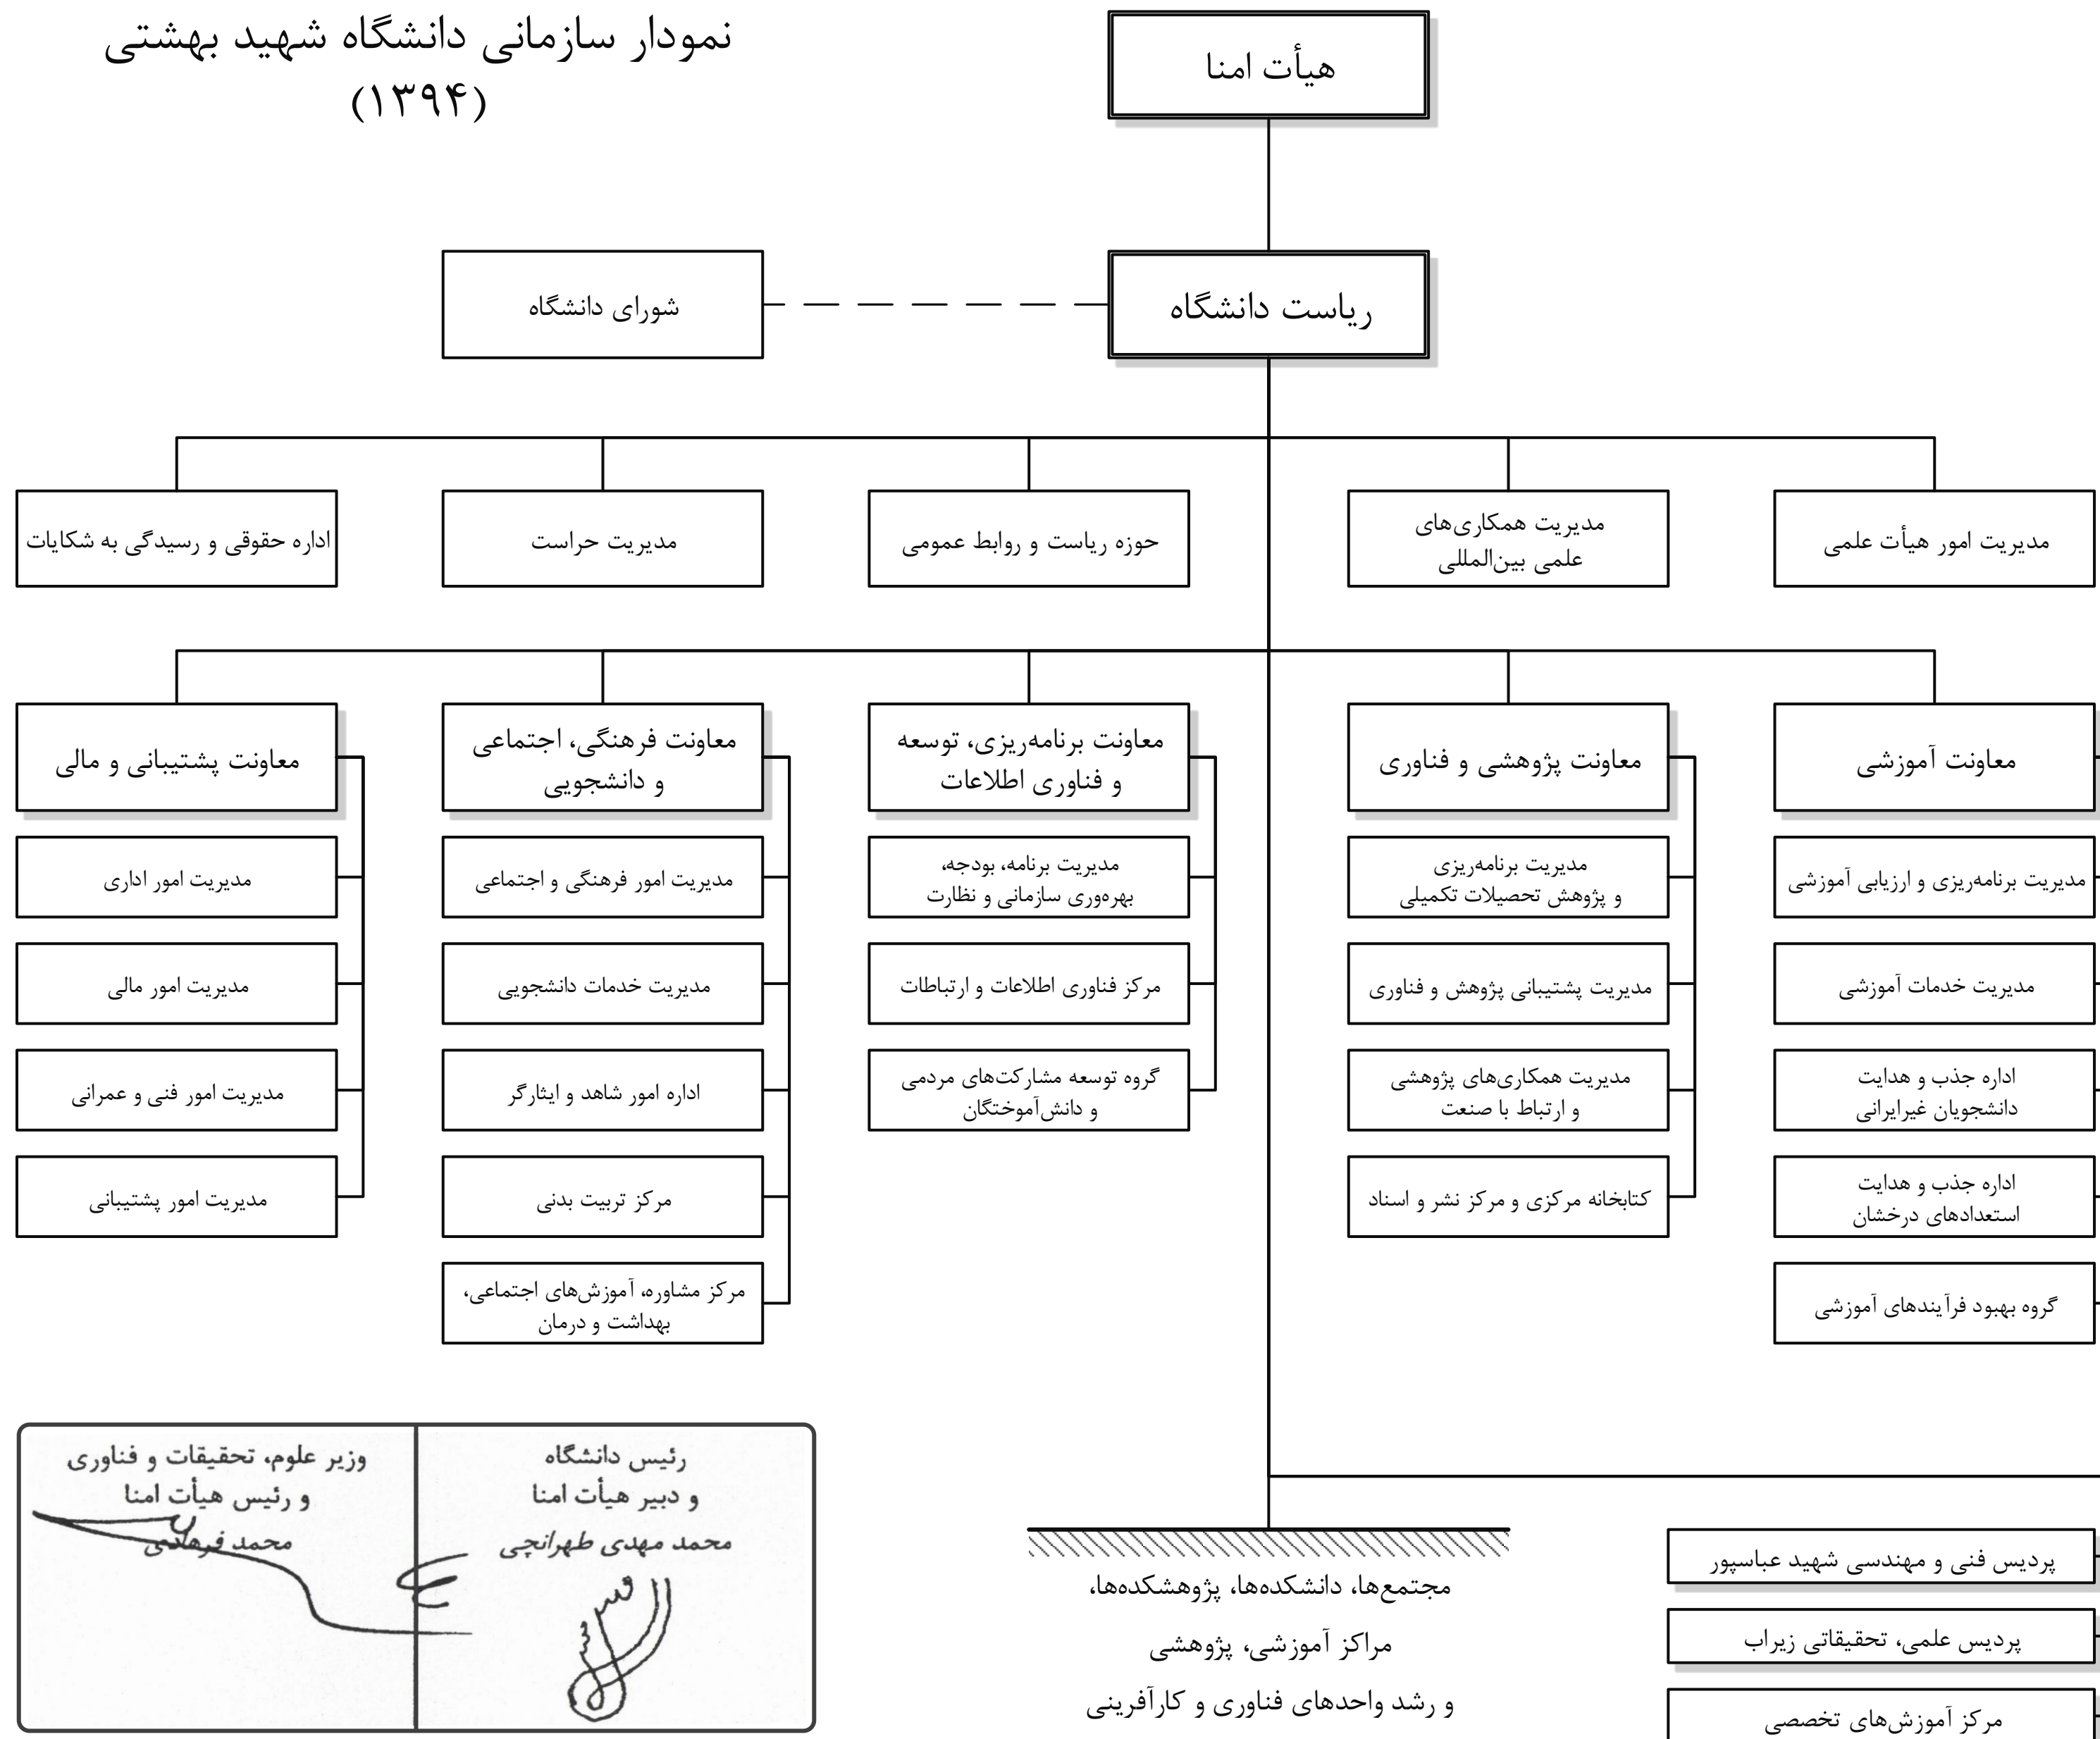 نمودار سازمانی دانشگاه شهید بهشتی
(۱۳۹۴)
هیأت امنا
ریاست دانشگاه
شورای دانشگاه
مدیریت امور هیأت علمی
مدیریت همکاری‌های
علمی بین‌المللی
حوزه ریاست و روابط عمومی
مدیریت حراست
اداره حقوقی و رسیدگی به شکایات
معاونت آموزشی
مدیریت برنامه‌ریزی و ارزیابی آموزشی
مدیریت خدمات آموزشی
اداره جذب و هدایت
دانشجویان غیرایرانی
اداره جذب و هدایت
استعدادهای درخشان
گروه بهبود فرآیندهای آموزشی
معاونت پژوهشی و فناوری
مدیریت برنامه‌ریزی
و پژوهش تحصیلات تکمیلی
مدیریت پشتیبانی پژوهش و فناوری
مدیریت همکاری‌های پژوهشی
و ارتباط با صنعت
کتابخانه مرکزی و مرکز نشر و اسناد
معاونت برنامه‌ریزی، توسعه
و فناوری اطلاعات
مدیریت برنامه، بودجه،
بهره‌وری سازمانی و نظارت
مرکز فناوری اطلاعات و ارتباطات
گروه توسعه مشارکت‌های مردمی
و دانش‌آموختگان
معاونت فرهنگی، اجتماعی
و دانشجویی
مدیریت امور فرهنگی و اجتماعی
مدیریت خدمات دانشجویی
اداره امور شاهد و ایثارگر
مرکز تربیت بدنی
مرکز مشاوره، آموزش‌های اجتماعی،
بهداشت و درمان
معاونت پشتیبانی و مالی
مدیریت امور اداری
مدیریت امور مالی
مدیریت امور فنی و عمرانی
مدیریت امور پشتیبانی
پردیس فنی و مهندسی شهید عباسپور
پردیس علمی، تحقیقاتی زیراب
مرکز آموزش‌های تخصصی
مجتمع‌ها، دانشکده‌ها، پژوهشکده‌ها،
مراکز آموزشی، پژوهشی
و رشد واحدهای فناوری و کارآفرینی
رئیس دانشگاه
و دبیر هیأت امنا
محمد مهدی طهرانچی
وزیر علوم، تحقیقات و فناوری
و رئیس هیأت امنا
محمد فرهادی